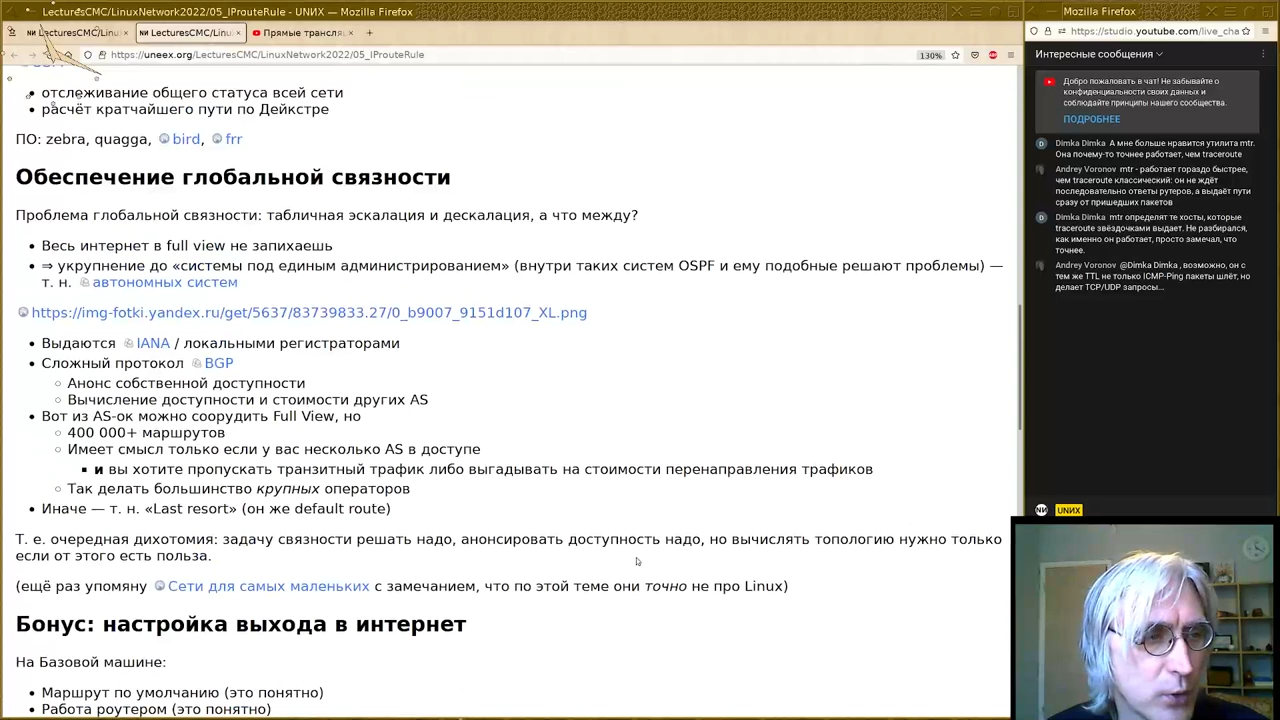 LecturesCMC/LinuxNetwork2022/05_IProuteRule - UNИX — Mozilla Firefox
LecturesCMC/Linu
LecturesCMC/Linux
Прямые трансля
https://uneex.org/LecturesCMC/LinuxNetwork2022/05_IProuteRule
130%
отслеживание общего статуса всей сети
расчёт кратчайшего пути по Дейкстре
ПО: zebra, quagga, bird, frr
Обеспечение глобальной связности
Проблема глобальной связности: табличная эскалация и дескалация, а что между?
Весь интернет в full view не запихаешь
⇒ укрупнение до «системы под единым администрированием» (внутри таких систем OSPF и ему подобные решают проблемы) —
т. н. автономных систем
https://img-fotki.yandex.ru/get/5637/83739833.27/0_b9007_9151d107_XL.png
Выдаются IANA / локальными регистраторами
Сложный протокол BGP
Анонс собственной доступности
Вычисление доступности и стоимости других AS
Вот из AS-ок можно соорудить Full View, но
400 000+ маршрутов
Имеет смысл только если у вас несколько AS в доступе
и вы хотите пропускать транзитный трафик либо выгадывать на стоимости перенаправления трафиков
Так делать большинство крупных операторов
Иначе — т. н. «Last resort» (он же default route)
Т. е. очередная дихотомия: задачу связности решать надо, анонсировать доступность надо, но вычислять топологию нужно только
если от этого есть польза.
(ещё раз упомяну Сети для самых маленьких с замечанием, что по этой теме они точно не про Linux)
Бонус: настройка выхода в интернет
На Базовой машине:
Маршрут по умолчанию (это понятно)
Работа роутером (это понятно)
Mozilla Firefox
https://studio.youtube.com/live_cha
Интересные сообщения
Добро пожаловать в чат! Не забывайте о
конфиденциальности своих данных и
соблюдайте принципы нашего сообщества.
ПОДРОБНЕЕ
Dimka Dimka А мне больше нравится утилита mtr.
Она почему-то точнее работает, чем traceroute
Andrey Voronov mtr - работает гораздо быстрее,
чем traceroute классический: он не ждёт
последовательно ответы рутеров, а выдаёт пути
сразу от пришедших пакетов
Dimka Dimka mtr определят те хосты, которые
traceroute звёздочками выдает. Не разбирался,
как именно он работает, просто замечал, что
точнее.
Andrey Voronov @Dimka Dimka , возможно, он с
тем же TTL не только ICMP-Ping пакеты шлёт, но
делает TCP/UDP запросы...
UNИX